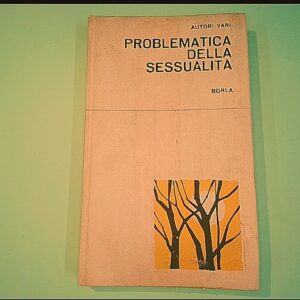 AUTORI VARI
PROBLEMATICA
DELLA
SESSUALITÀ
BORLA